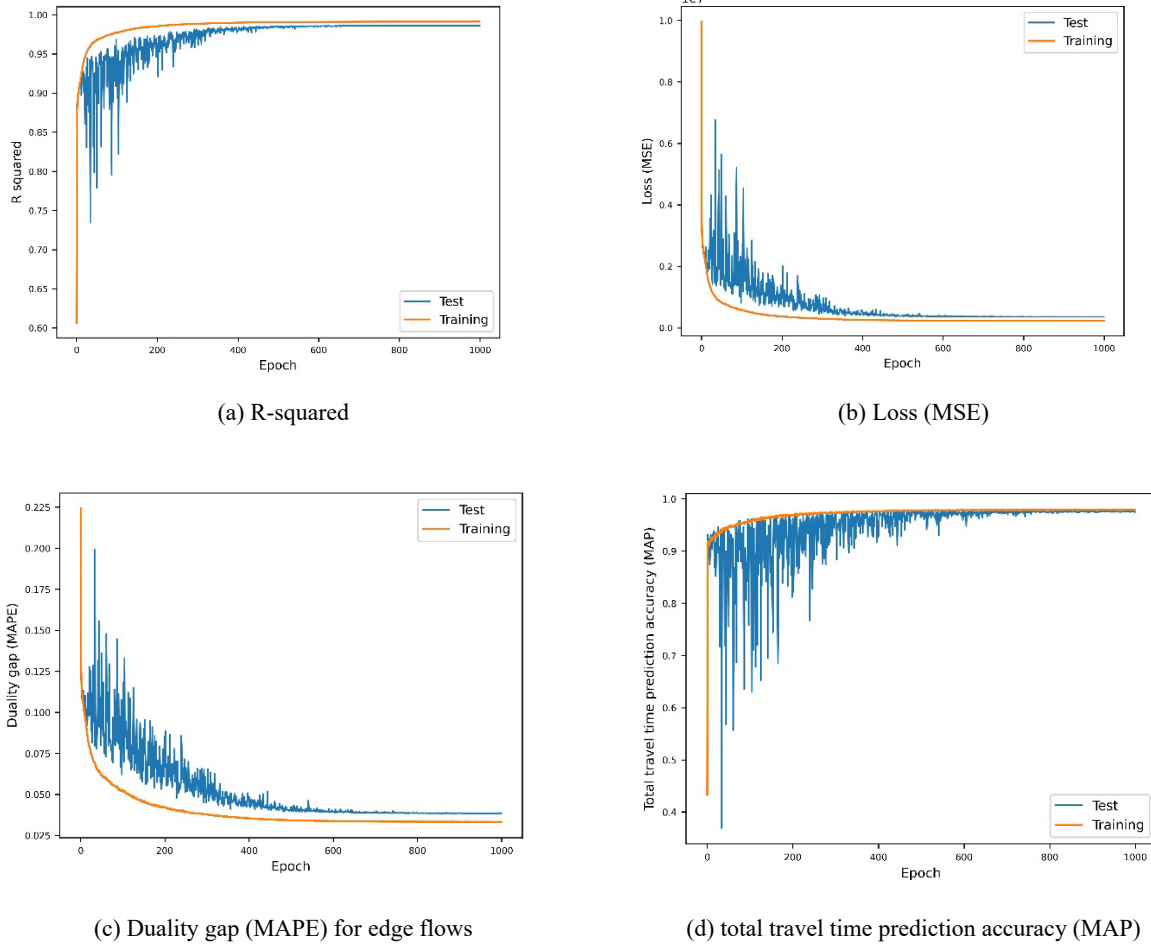 1.00
0.95
0.90
0.85
0.80
0.75
0.70
0.65
0.60
R squared
Test
Training
0 200 400 600 800 1000
Epoch
(a) R-squared
1.0
0.8
0.6
0.4
0.2
0.0
Loss (MSE)
Test
Training
0 200 400 600 800 1000
Epoch
(b) Loss (MSE)
0.225
0.200
0.175
0.150
0.125
0.100
0.075
0.050
0.025
Duality gap (MAPE)
Test
Training
0 200 400 600 800 1000
Epoch
(c) Duality gap (MAPE) for edge flows
1.0
0.9
0.8
0.7
0.6
0.5
0.4
Total travel time prediction accuracy (MAP)
Test
Training
0 200 400 600 800 1000
Epoch
(d) total travel time prediction accuracy (MAP)